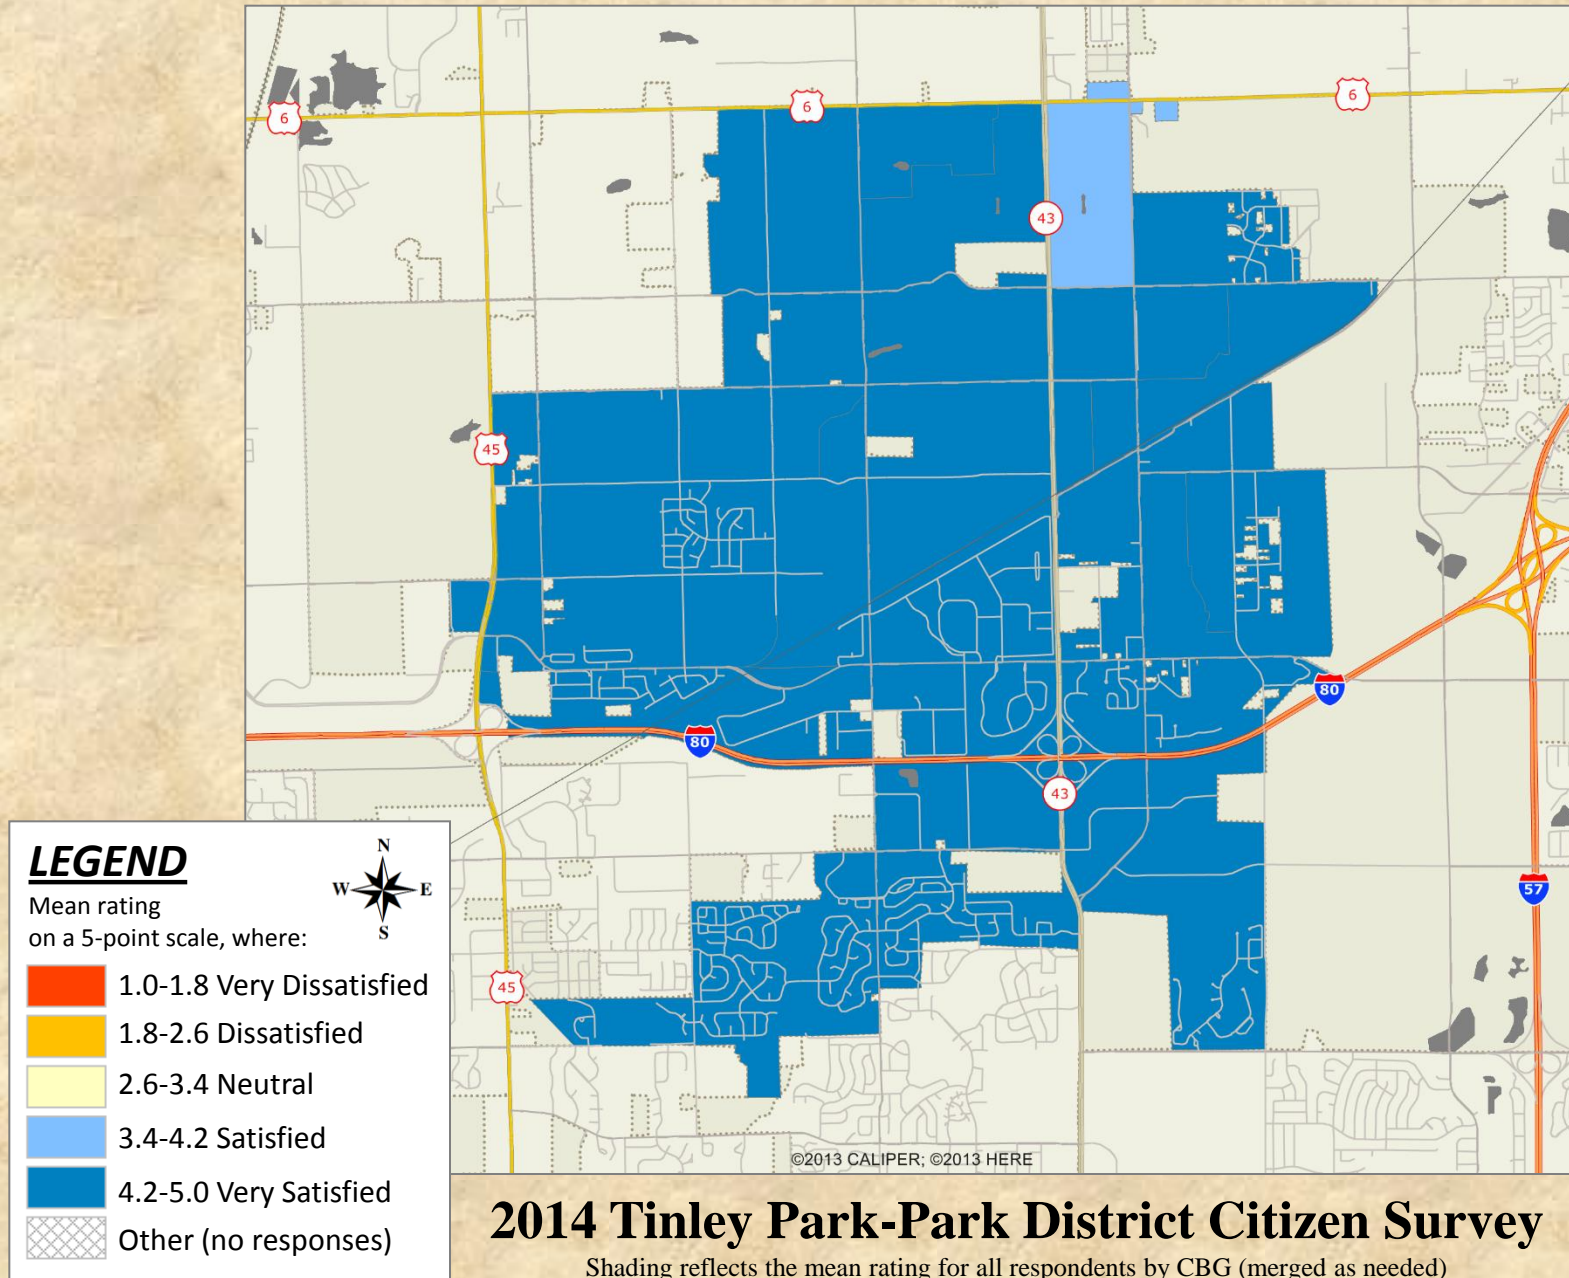 6
6
6
43
45
80
80
43
57
45
©2013 CALIPER; ©2013 HERE
LEGEND
Mean rating
on a 5-point scale, where:
N
W E
S
1.0-1.8 Very Dissatisfied
1.8-2.6 Dissatisfied
2.6-3.4 Neutral
3.4-4.2 Satisfied
4.2-5.0 Very Satisfied
Other (no responses)
2014 Tinley Park-Park District Citizen Survey
Shading reflects the mean rating for all respondents by CBG (merged as needed)